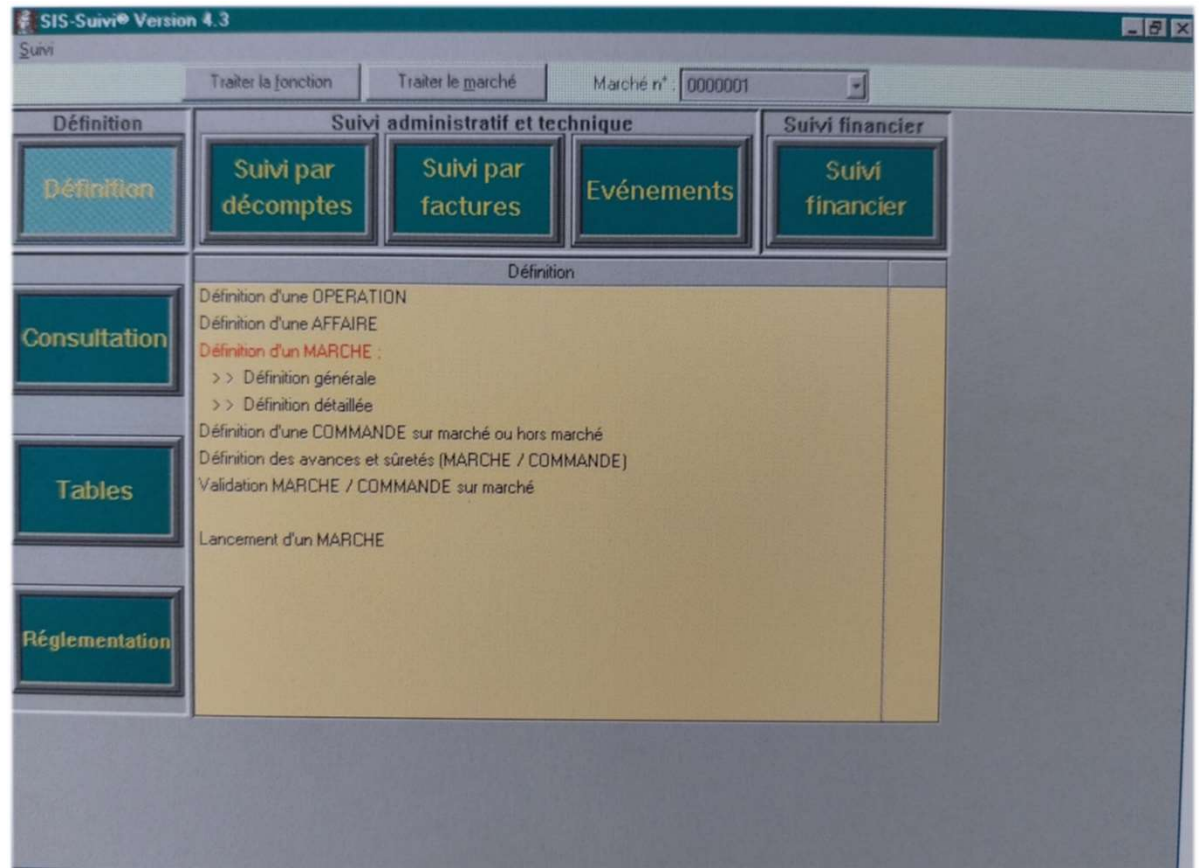 SIS-Suivi® Version 4.3
Suivi
Traiter la fonction
Traiter le marché
Marché n° : 0000001
Définition
Suivi administratif et technique
Suivi financier
Définition
Suivi par
décomptes
Suivi par
factures
Evénements
Suivi
financier
Définition
Définition d'une OPERATION
Définition d'une AFFAIRE
Définition d'un MARCHE :
>> Définition générale
>> Définition détaillée
Définition d'une COMMANDE sur marché ou hors marché
Définition des avances et sûretés (MARCHE / COMMANDE)
Validation MARCHE / COMMANDE sur marché
Lancement d'un MARCHE
Consultation
Tables
Réglementation